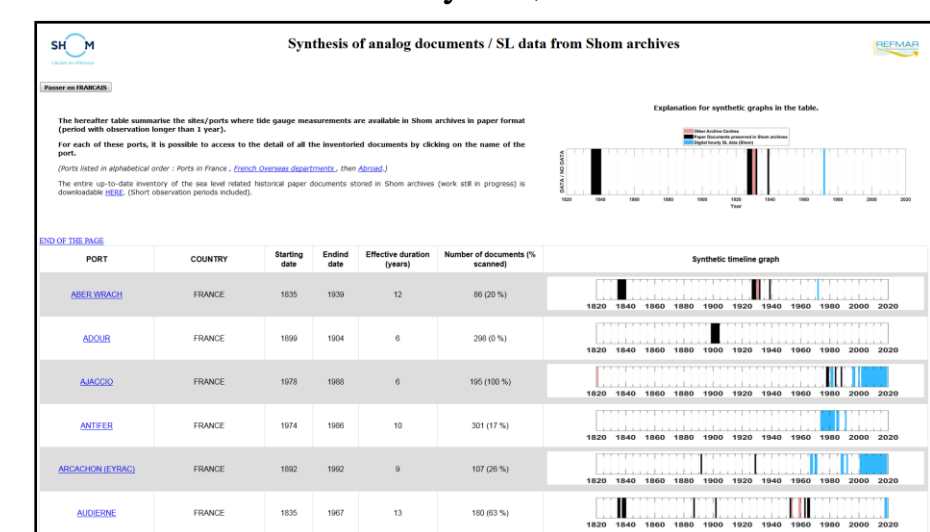 SHOM
Synthesis of analog documents / SL data from Shom archives
REFMAR
Passer en FRANCAIS
The hereafter table summarise the sites/ports where tide gauge measurements are available in Shom archives in paper format
(period with observation longer than 1 year).
For each of these ports, it is possible to access to the detail of all the inventoried documents by clicking on the name of the
port.
(Ports listed in alphabetical order : Ports in France , French Overseas departments , then Abroad.)
The entire up-to-date inventory of the sea level related historical paper documents stored in Shom archives (work still in progress) is
downloadable HERE. (Short observation periods included).
Explanation for synthetic graphs in the table.
Other Archive Centres
Paper Documents preserved in Shom archives
Digital hourly SL data (Shom)
DATA / NO DATA
1820 1840 1860 1880 1900 1920 1940 1960 1980 2000 2020
Year
END OF THE PAGE
PORT COUNTRY Starting date Endind date Effective duration (years) Number of documents (% scanned) Synthetic timeline graph
ABER WRACH FRANCE 1835 1939 12 86 (20 %)
1820 1840 1860 1880 1900 1920 1940 1960 1980 2000 2020
ADOUR FRANCE 1899 1904 6 298 (0 %)
1820 1840 1860 1880 1900 1920 1940 1960 1980 2000 2020
AJACCIO FRANCE 1978 1988 6 195 (100 %)
1820 1840 1860 1880 1900 1920 1940 1960 1980 2000 2020
ANTIFER FRANCE 1974 1986 10 301 (17 %)
1820 1840 1860 1880 1900 1920 1940 1960 1980 2000 2020
ARCACHON (EYRAC) FRANCE 1892 1992 9 107 (26 %)
1820 1840 1860 1880 1900 1920 1940 1960 1980 2000 2020
AUDIERNE FRANCE 1835 1967 13 180 (63 %)
1820 1840 1860 1880 1900 1920 1940 1960 1980 2000 2020